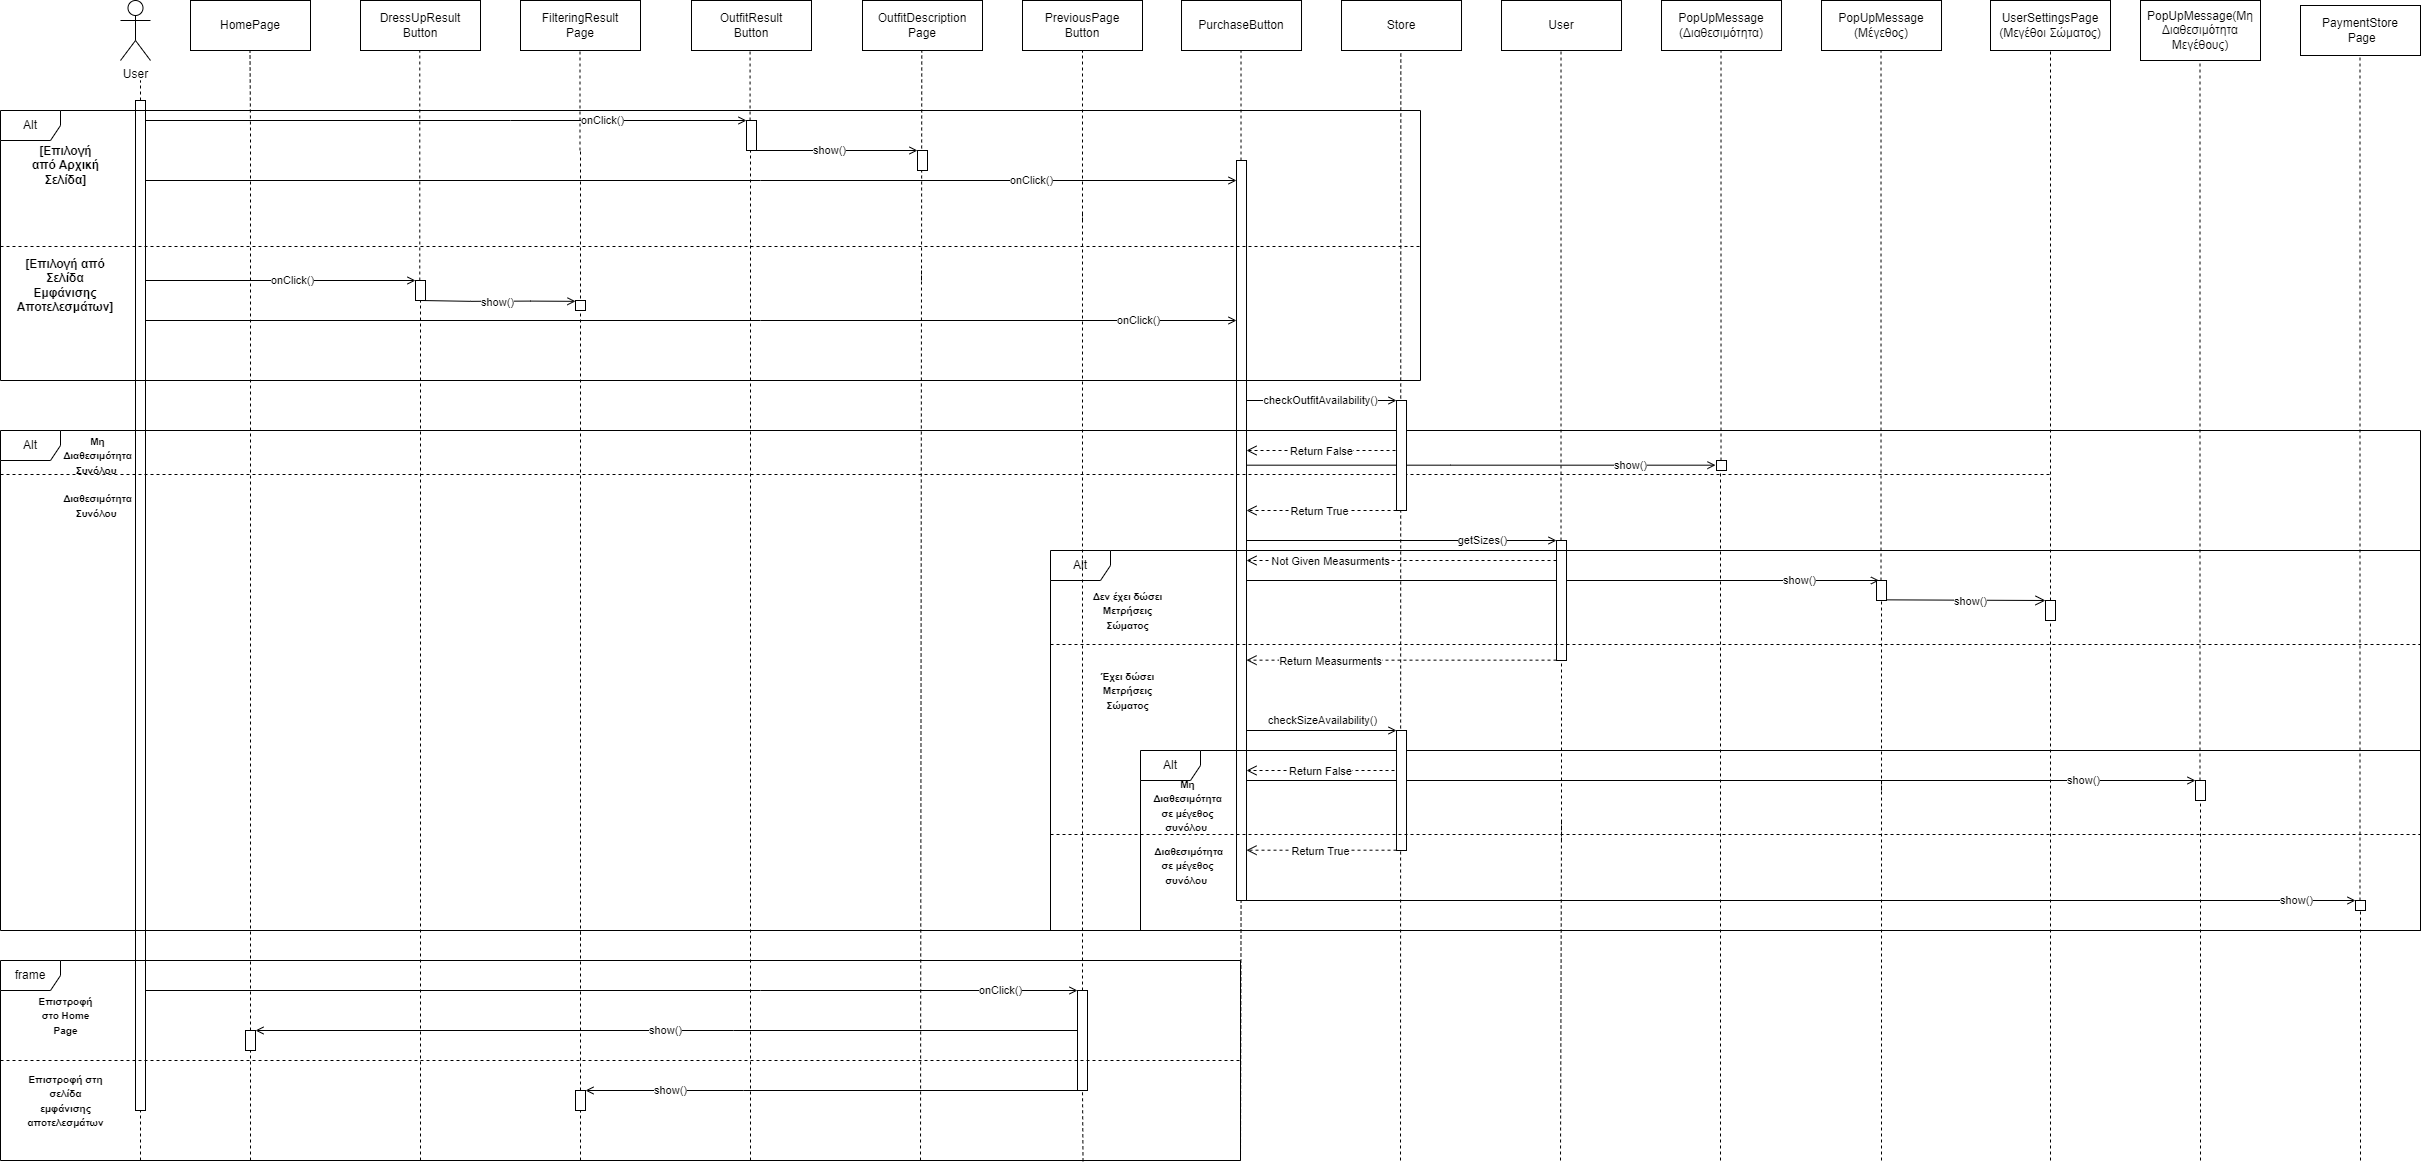 User
HomePage
DressUpResult
Button
FilteringResult
Page
OutfitResult
Button
OutfitDescription
Page
PreviousPage
Button
PurchaseButton
Store
User
PopUpMessage
(Διαθεσιμότητα)
PopUpMessage
(Μέγεθος)
UserSettingsPage
(Μεγέθοι Σώματος)
PopUpMessage(Μη
Διαθεσιμότητα
Μεγέθους)
PaymentStore
Page
Alt
[Επιλογή
από Αρχική
Σελίδα]
onClick()
show()
onClick()
[Επιλογή από
Σελίδα
Εμφάνισης
Αποτελεσμάτων]
onClick()
show()
onClick()
checkOutfitAvailability()
Alt
Μη
Διαθεσιμότητα
Συνόλου
Return False
show()
Διαθεσιμότητα
Συνόλου
Return True
getSizes()
Alt
Not Given Measurments
show()
show()
Δεν έχει δώσει
Μετρήσεις
Σώματος
Return Measurments
Έχει δώσει
Μετρήσεις
Σώματος
checkSizeAvailability()
Alt
Return False
show()
Μη
Διαθεσιμότητα
σε μέγεθος
συνόλου
Return True
Διαθεσιμότητα
σε μέγεθος
συνόλου
show()
frame
Επιστροφή
στο Home
Page
onClick()
show()
Επιστροφή στη
σελίδα
εμφάνισης
αποτελεσμάτων
show()